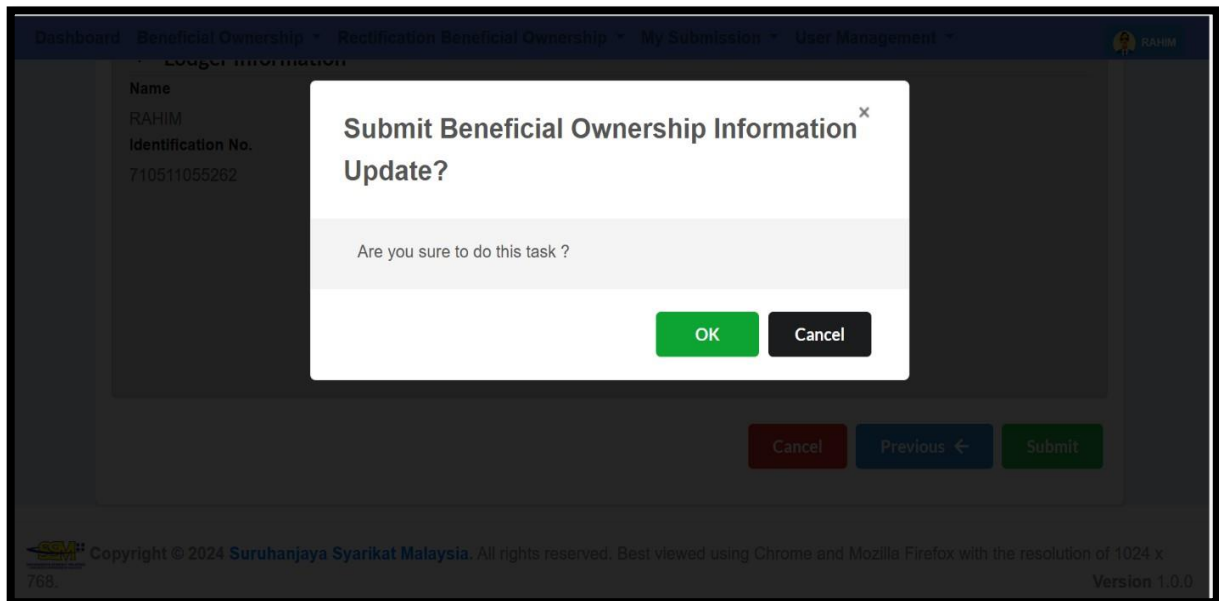 Dashboard Beneficial Ownership Rectification Beneficial Ownership My Submission User Management RAHIM
Lodger Information
Name
RAHIM
Identification No.
710511055262
Submit Beneficial Ownership Information ×
Update?
Are you sure to do this task ?
OK Cancel
Cancel Previous ← Submit
Copyright © 2024 Suruhanjaya Syarikat Malaysia. All rights reserved. Best viewed using Chrome and Mozilla Firefox with the resolution of 1024 x
768. Version 1.0.0